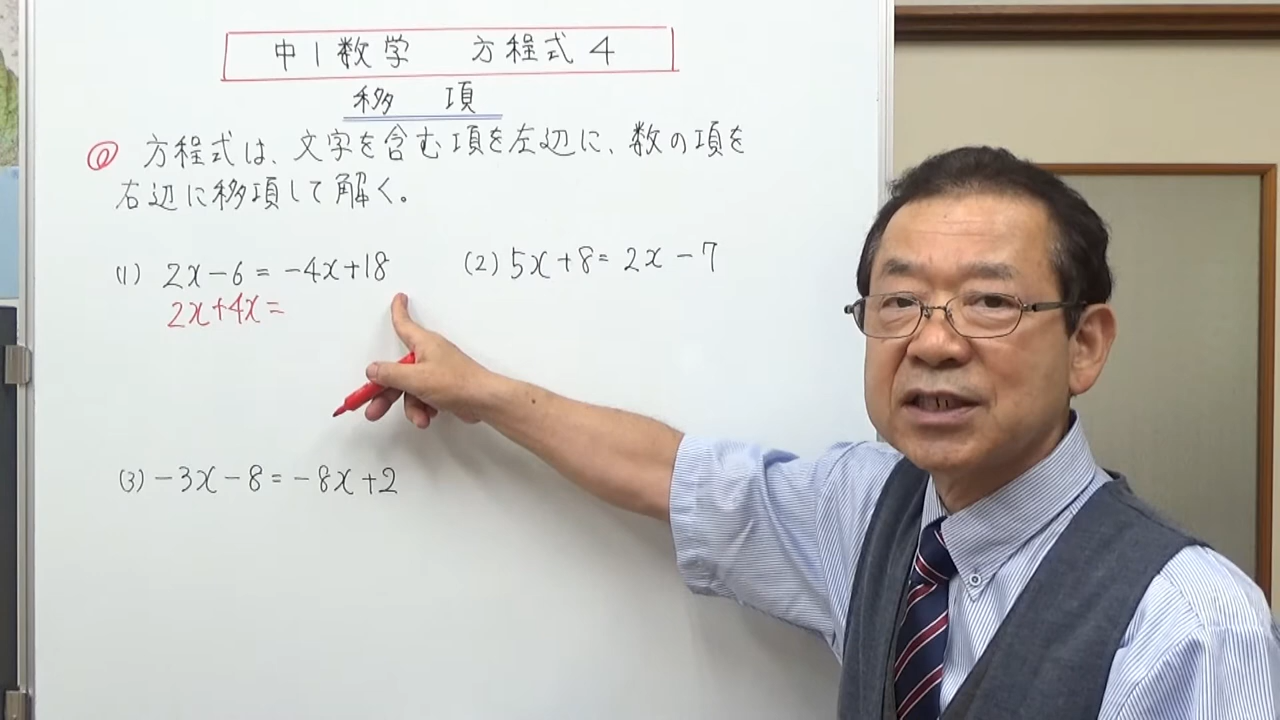 中1数学 方程式4
移項
◎ 方程式は、文字を含む項を左辺に、数の項を
右辺に移項して解く。
(1) 2x-6=-4x+18
2x+4x=
(2) 5x+8=2x-7
(3) -3x-8=-8x+2